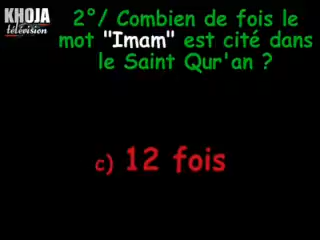 KHOJA
télévision
2°/ Combien de fois le
mot "Imam" est cité dans
le Saint Qur'an ?
c) 12 fois